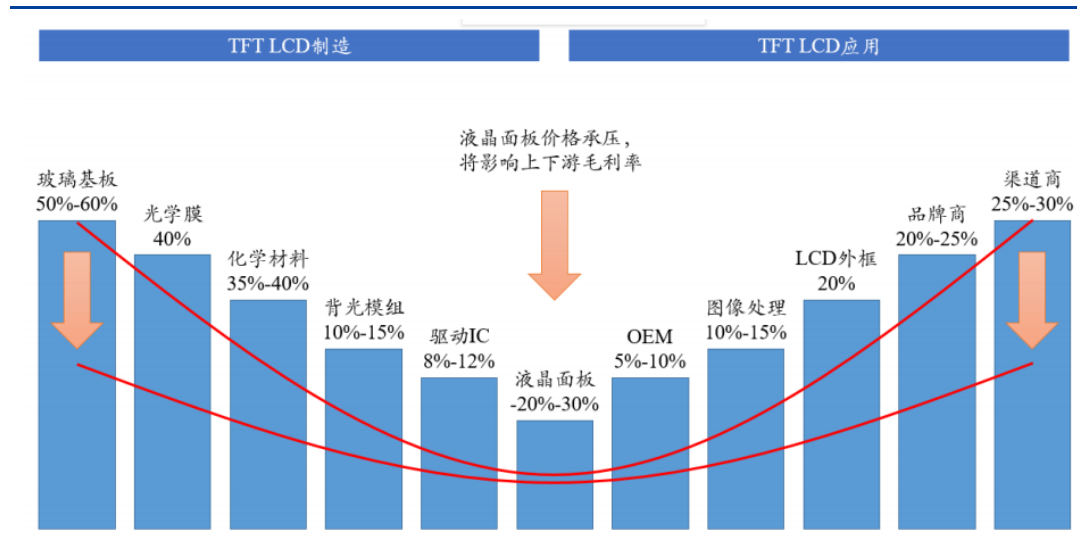 TFT LCD制造
TFT LCD应用
液晶面板价格承压，
将影响上下游毛利率
玻璃基板
50%-60%
光学膜
40%
化学材料
35%-40%
背光模组
10%-15%
驱动IC
8%-12%
液晶面板
-20%-30%
OEM
5%-10%
图像处理
10%-15%
LCD外框
20%
品牌商
20%-25%
渠道商
25%-30%